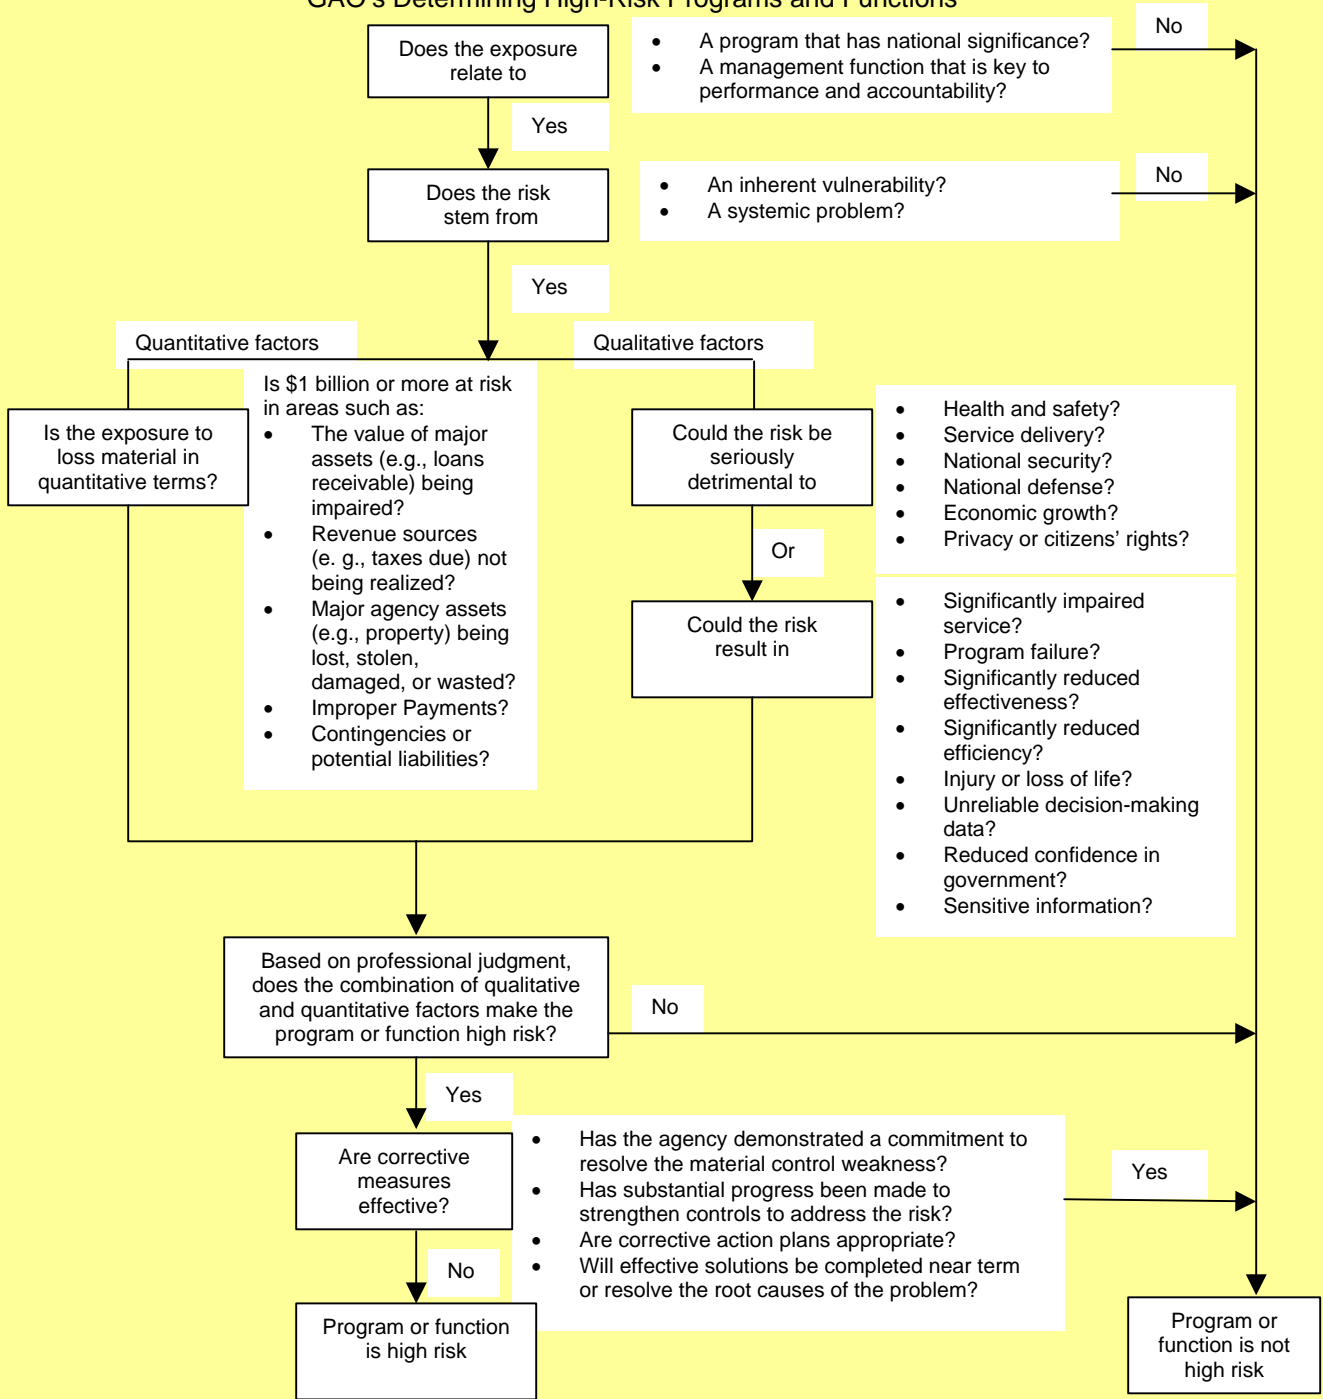 GAO's Determining High-Risk Programs and Functions
Does the exposure
relate to
• A program that has national significance?
• A management function that is key to
performance and accountability?
No
Yes
Does the risk
stem from
• An inherent vulnerability?
• A systemic problem?
No
Yes
Quantitative factors
Qualitative factors
Is the exposure to
loss material in
quantitative terms?
Is $1 billion or more at risk
in areas such as:
• The value of major
assets (e.g., loans
receivable) being
impaired?
• Revenue sources
(e. g., taxes due) not
being realized?
• Major agency assets
(e.g., property) being
lost, stolen,
damaged, or wasted?
• Improper Payments?
• Contingencies or
potential liabilities?
Could the risk be
seriously
detrimental to
• Health and safety?
• Service delivery?
• National security?
• National defense?
• Economic growth?
• Privacy or citizens' rights?
Or
Could the risk
result in
• Significantly impaired
service?
• Program failure?
• Significantly reduced
effectiveness?
• Significantly reduced
efficiency?
• Injury or loss of life?
• Unreliable decision-making
data?
• Reduced confidence in
government?
• Sensitive information?
Based on professional judgment,
does the combination of qualitative
and quantitative factors make the
program or function high risk?
No
Yes
Are corrective
measures
effective?
• Has the agency demonstrated a commitment to
resolve the material control weakness?
• Has substantial progress been made to
strengthen controls to address the risk?
• Are corrective action plans appropriate?
• Will effective solutions be completed near term
or resolve the root causes of the problem?
Yes
No
Program or function
is high risk
Program or
function is not
high risk